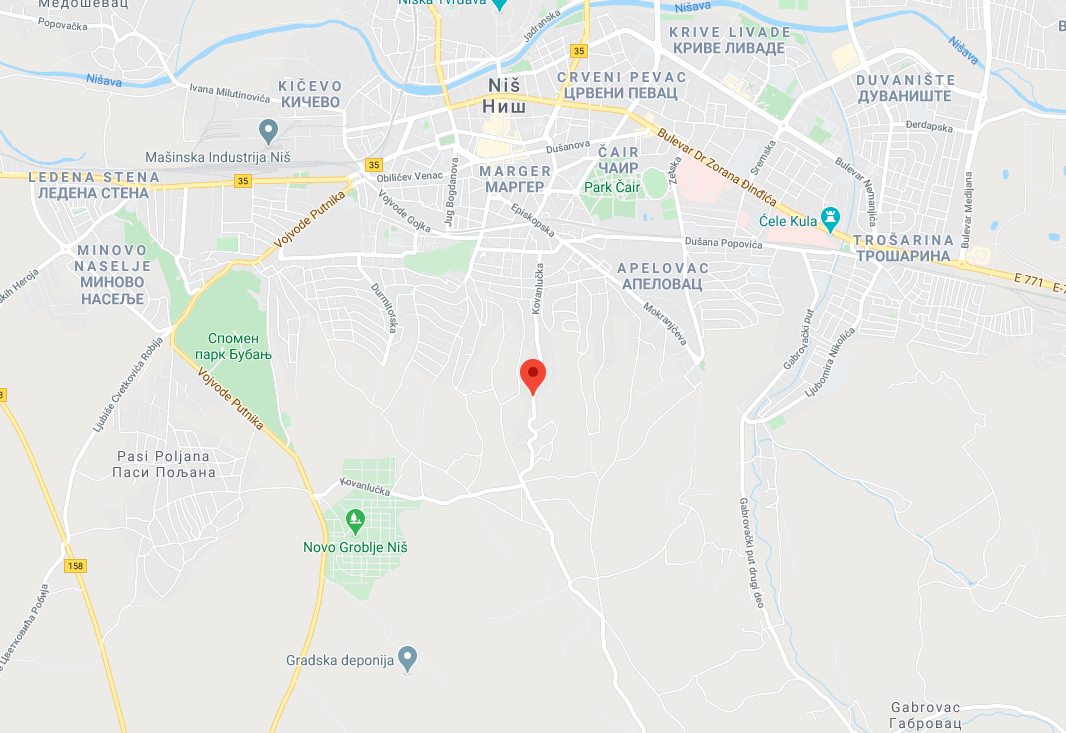 Медошевац
Niška Tvrđava
Nišava
Popovačka
Jadranska
35
KRIVE LIVADE
КРИВЕ ЛИВАДЕ
Nišava
Nišava
KIČEVO
КИЧЕВО
Ivana Milutinovića
Niš
Ниш
CRVENI PEVAC
ЦРВЕНИ ПЕВАЦ
DUVANIŠTE
ДУВАНИШТЕ
Mašinska Industrija Niš
Đerdapska
Bulevar Dr Zorana Đinđića
Dušanova
ČAIR
ЧАИР
Sremska
35
LEDENA STENA
ЛЕДЕНА СТЕНА
35
Obilićev Venac
Jug Bogdanova
MARGER
МАРГЕР
Park Čair
Zetska
Bulevar Nemanjića
Bulevar Medijana
Vojvode Putnika
Vojvode Gojka
Episkopska
Ćele Kula
MINOVO
NASELJE
МИНОВО
НАСЕЉЕ
Dušana Popovića
TROŠARINA
ТРОШАРИНА
E 771
Durmitorska
Kovanlučka
APELOVAC
АПЕЛОВАЦ
Mokranjčeva
Gabrovački put
Ljubomira Nikolića
Спомен
парк Бубањ
Ljubiše Cvetkovića Robija
Vojvode Putnika
Pasi Poljana
Паси Пољана
Kovanlučka
Novo Groblje Niš
Gabrovački put drugi deo
158
Цветковића Робија
Gradska deponija
Gabrovac
Габровац